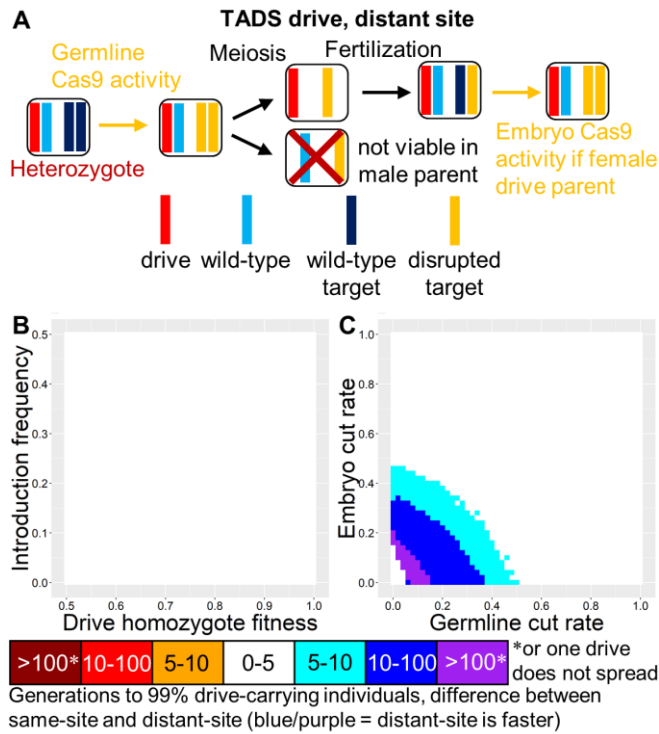 A TADS drive, distant site
Germline
Cas9 activity
Meiosis
Fertilization
Heterozygote
not viable in
male parent
Embryo Cas9
activity if female
drive parent
drive
wild-type
wild-type
target
disrupted
target
B
Introduction frequency
0.5
0.4
0.3
0.2
0.1
0.0
0.5 0.6 0.7 0.8 0.9 1.0
Drive homozygote fitness
C
Embryo cut rate
1.0
0.8
0.6
0.4
0.2
0.0
0.0 0.2 0.4 0.6 0.8 1.0
Germline cut rate
>100* 10-100 5-10 0-5 5-10 10-100 >100*
*or one drive
does not spread
Generations to 99% drive-carrying individuals, difference between
same-site and distant-site (blue/purple = distant-site is faster)